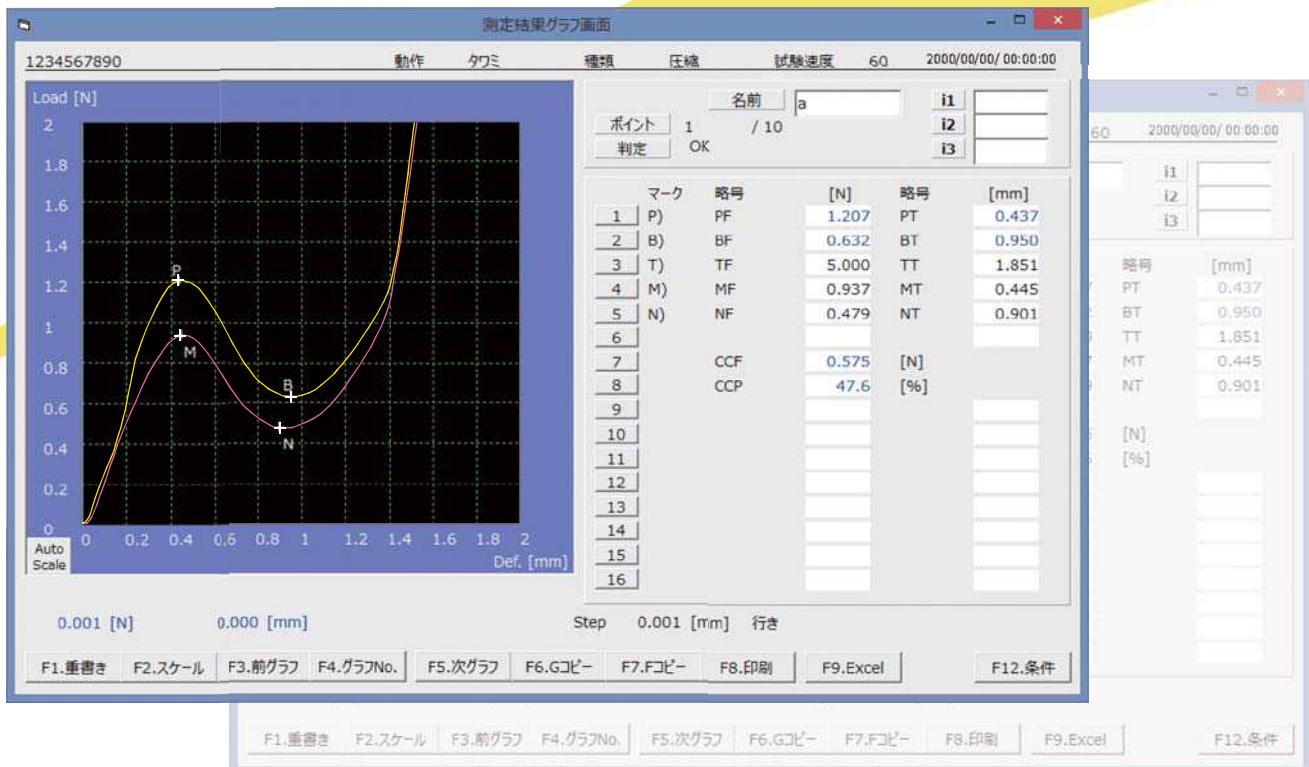 測定結果グラフ画面
1234567890 動作 タワミ 種類 圧縮 試験速度 60 2000/00/00/ 00:00:00
Load [N]
2
1.8
1.6
1.4
1.2
1
0.8
0.6
0.4
0.2
0
P
M
B
N
0 0.2 0.4 0.6 0.8 1 1.2 1.4 1.6 1.8 2
Def. [mm]
Auto
Scale
名前 a i1
ポイント 1 / 10 i2
判定 OK i3
マーク 略号 [N] 略号 [mm]
1 P) PF 1.207 PT 0.437
2 B) BF 0.632 BT 0.950
3 T) TF 5.000 TT 1.851
4 M) MF 0.937 MT 0.445
5 N) NF 0.479 NT 0.901
6
7 CCF 0.575 [N]
8 CCP 47.6 [%]
9
10
11
12
13
14
15
16
0.001 [N] 0.000 [mm] Step 0.001 [mm] 行き
F1.重書き F2.スケール F3.前グラフ F4.グラフNo. F5.次グラフ F6.Gコピー F7.Fコピー F8.印刷 F9.Excel F12.条件
60 2000/00/00/ 00:00:00
i1
i2
i3
略号 [mm]
PT 0.437
BT 0.950
TT 1.851
MT 0.445
NT 0.901
[N]
[%]
F1.重書き F2.スケール F3.前グラフ F4.グラフNo. F5.次グラフ F6.Gコピー F7.Fコピー F8.印刷 F9.Excel F12.条件